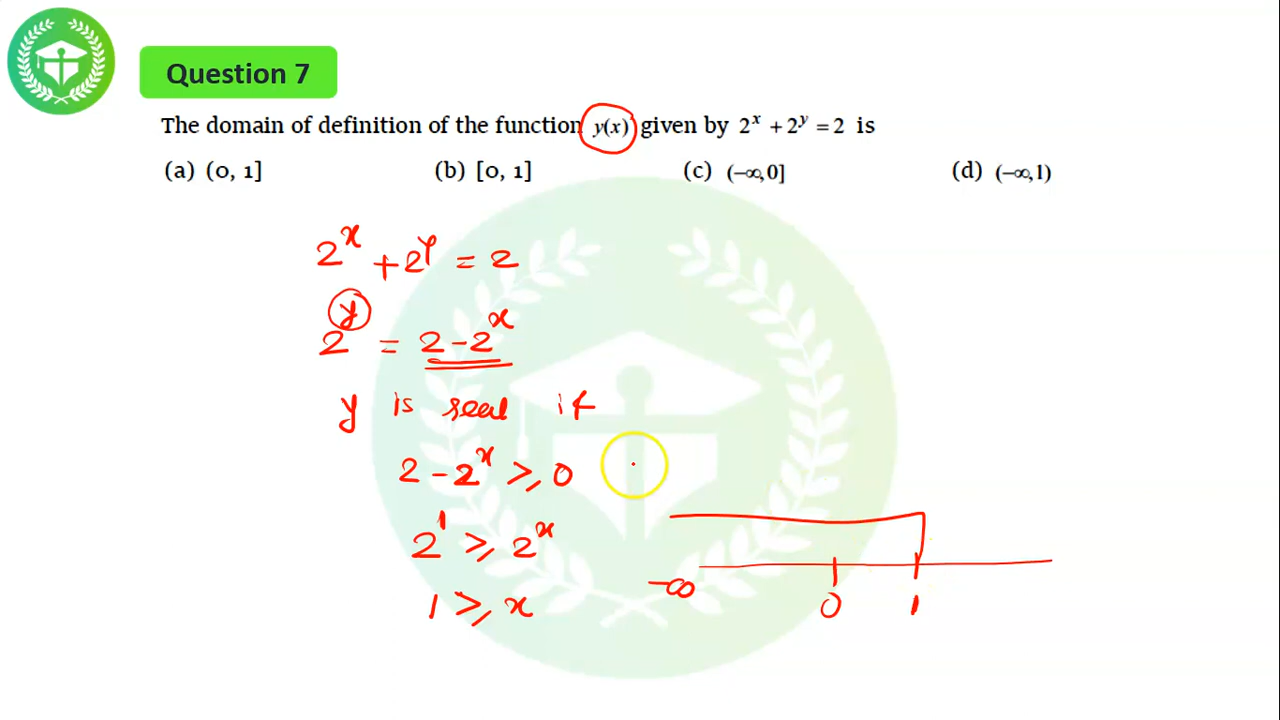 Question 7
The domain of definition of the function y(x) given by 2^x + 2^y = 2 is
(a) (0, 1] (b) [0, 1] (c) (−∞,0] (d) (−∞,1)
2^x + 2^y = 2
2^y = 2 − 2^x
y is real if
2 − 2^x ⩾ 0
2^1 ⩾ 2^x
1 ⩾ x
−∞ 0 1